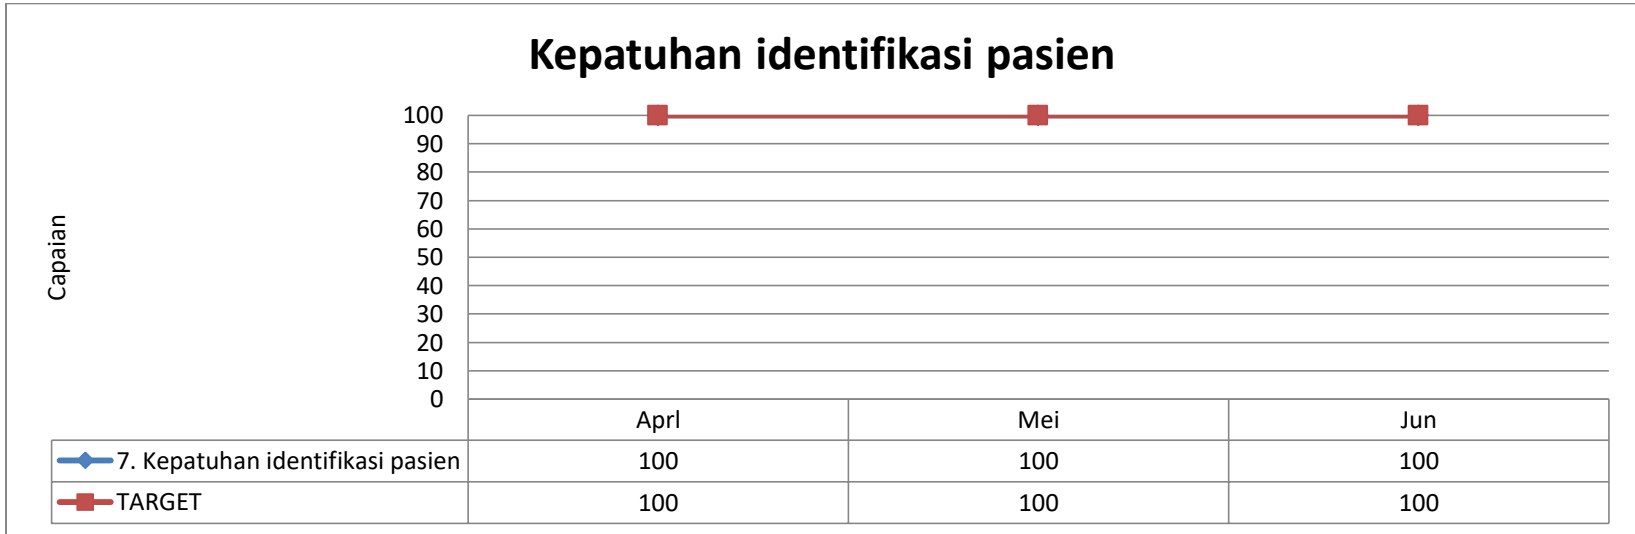 Kepatuhan identifikasi pasien
Capaian
100
90
80
70
60
50
40
30
20
10
0
Aprl Mei Jun
7. Kepatuhan identifikasi pasien 100 100 100
TARGET 100 100 100